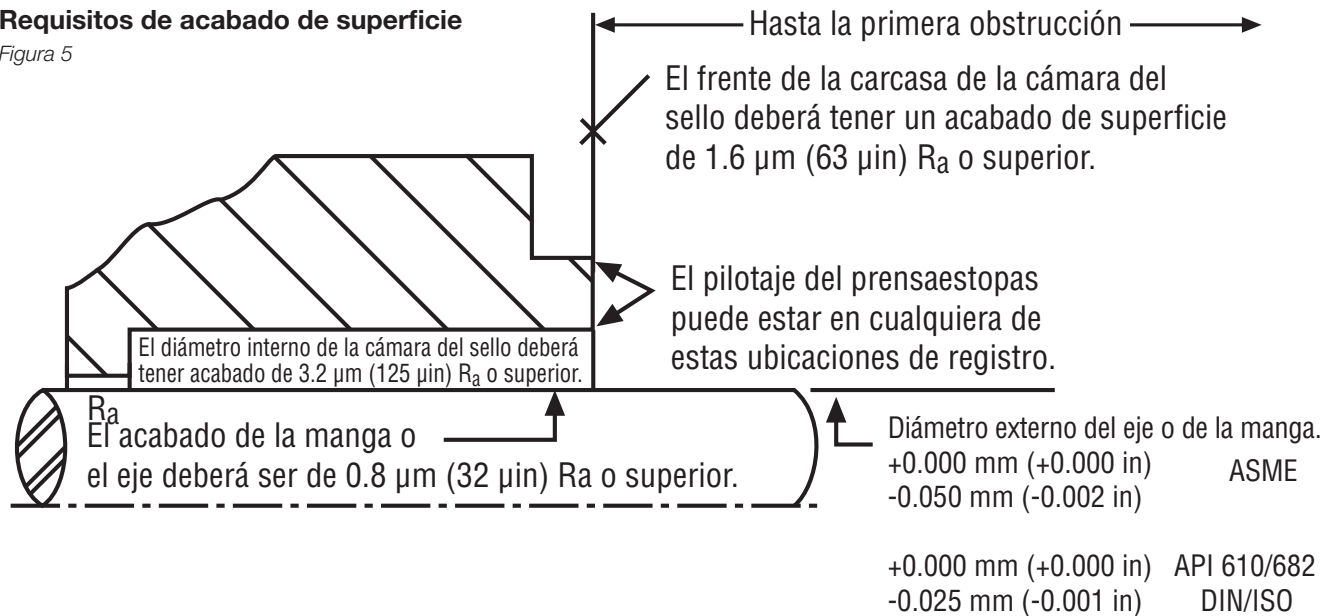 Requisitos de acabado de superficie
Figura 5
Hasta la primera obstrucción
El frente de la carcasa de la cámara del
sello deberá tener un acabado de superficie
de 1.6 µm (63 µin) Ra o superior.
El pilotaje del prensaestopas
puede estar en cualquiera de
estas ubicaciones de registro.
El diámetro interno de la cámara del sello deberá
tener acabado de 3.2 µm (125 µin) Ra o superior.
Ra
El acabado de la manga o
el eje deberá ser de 0.8 µm (32 µin) Ra o superior.
Diámetro externo del eje o de la manga.
+0.000 mm (+0.000 in)
ASME
-0.050 mm (-0.002 in)
+0.000 mm (+0.000 in) API 610/682
-0.025 mm (-0.001 in) DIN/ISO